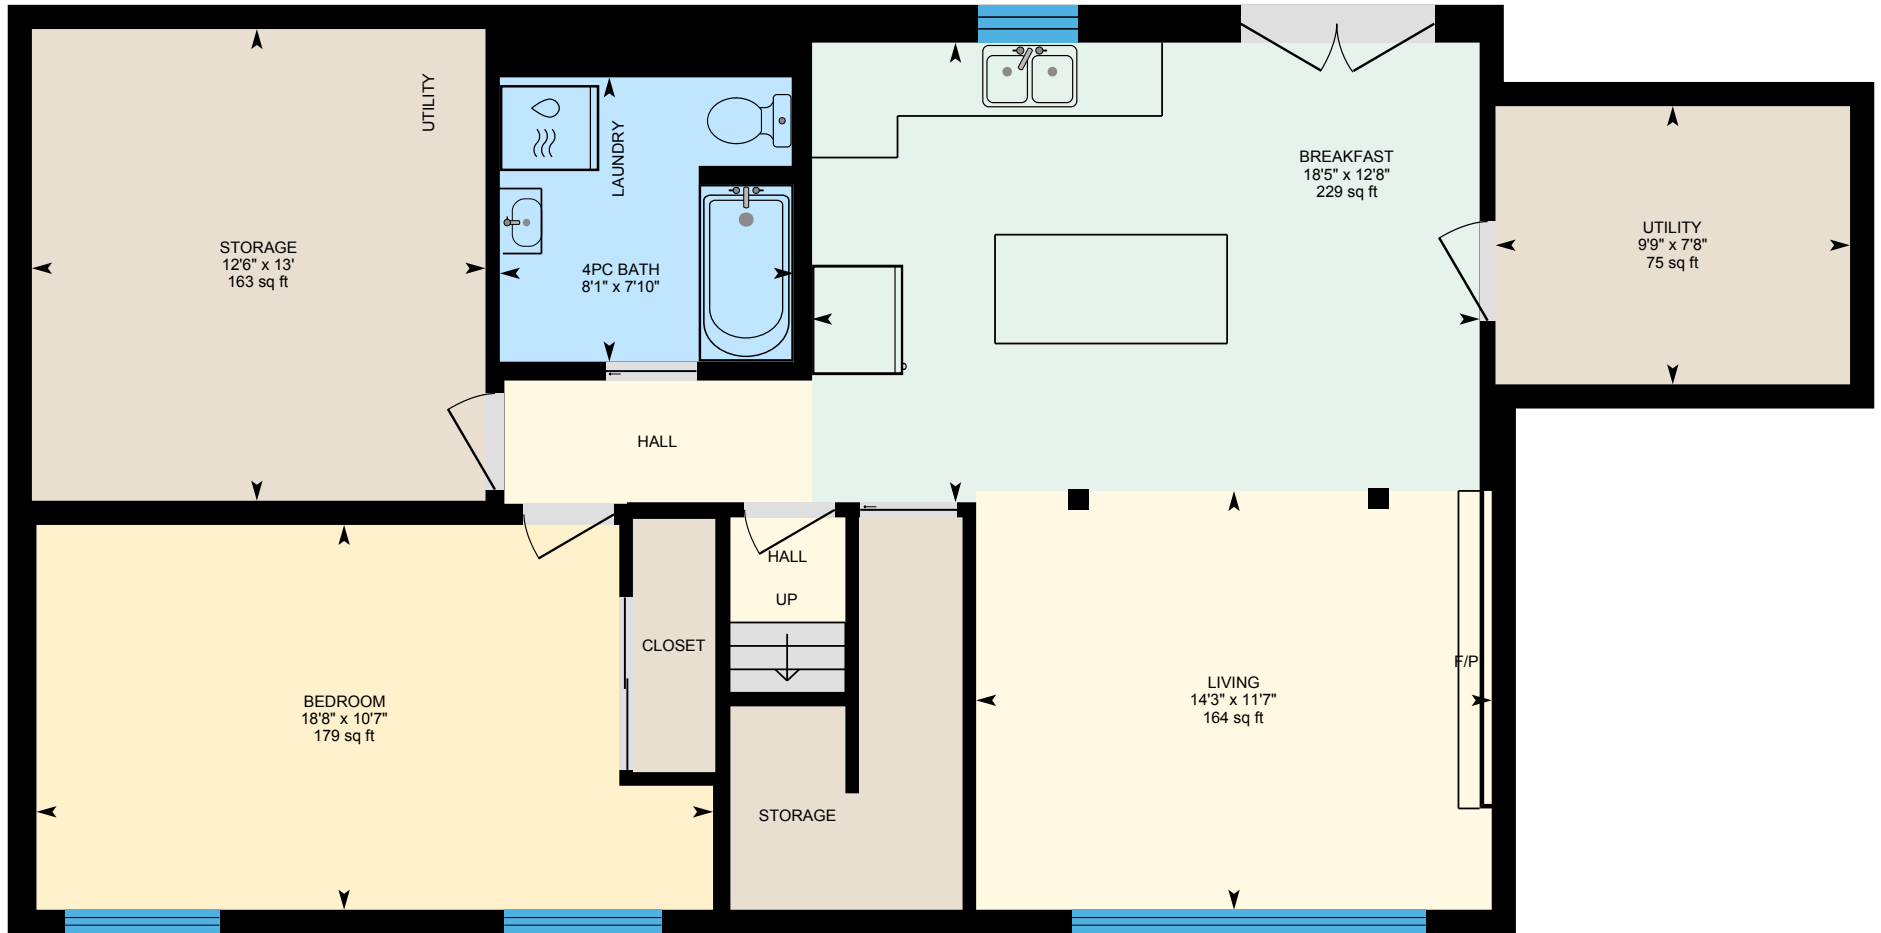 UTILITY
LAUNDRY
BREAKFAST
18'5" x 12'8"
229 sq ft
STORAGE
12'6" x 13'
163 sq ft
4PC BATH
8'1" x 7'10"
UTILITY
9'9" x 7'8"
75 sq ft
HALL
HALL
UP
CLOSET
BEDROOM
18'8" x 10'7"
179 sq ft
STORAGE
LIVING
14'3" x 11'7"
164 sq ft
F/P